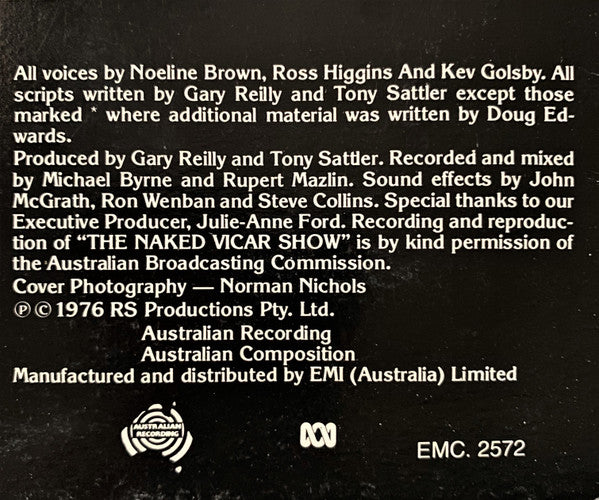 All voices by Noeline Brown, Ross Higgins And Kev Golsby. All
scripts written by Gary Reilly and Tony Sattler except those
marked * where additional material was written by Doug Ed-
wards.
Produced by Gary Reilly and Tony Sattler. Recorded and mixed
by Michael Byrne and Rupert Mazlin. Sound effects by John
McGrath, Ron Wenban and Steve Collins. Special thanks to our
Executive Producer, Julie-Anne Ford. Recording and reproduc-
tion of “THE NAKED VICAR SHOW” is by kind permission of
the Australian Broadcasting Commission.
Cover Photography — Norman Nichols
℗ © 1976 RS Productions Pty. Ltd.
Australian Recording
Australian Composition
Manufactured and distributed by EMI (Australia) Limited
AUSTRALIAN
RECORDING
EMC. 2572